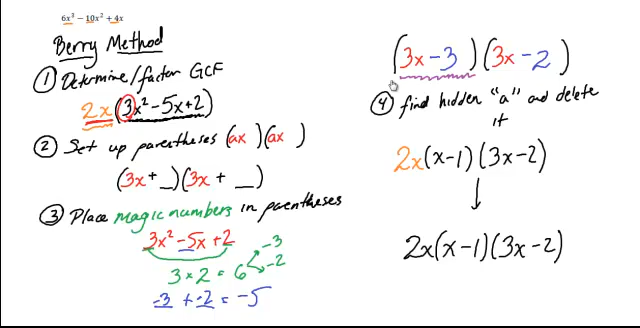 6x³ − 10x² + 4x
Berry Method
① Determine/factor GCF
2x(3x² − 5x + 2)
② Set up parentheses (ax )(ax )
(3x + _)(3x + _)
③ Place magic numbers in parentheses
3x² − 5x + 2
3 × 2 = 6
−3
−2
−3 + −2 = −5
(3x − 3)(3x − 2)
④ find hidden "a" and delete
it
2x(x − 1)(3x − 2)
↓
2x(x − 1)(3x − 2)